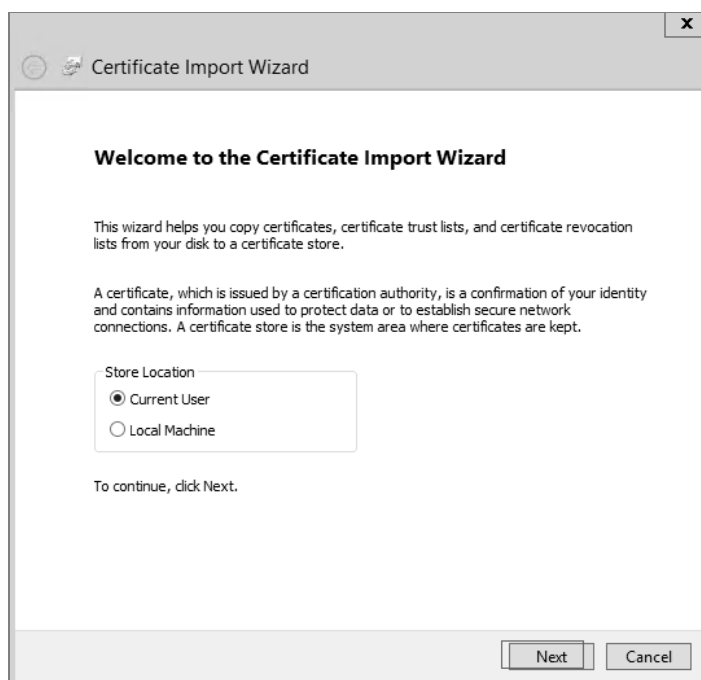 x
Certificate Import Wizard
Welcome to the Certificate Import Wizard
This wizard helps you copy certificates, certificate trust lists, and certificate revocation
lists from your disk to a certificate store.
A certificate, which is issued by a certification authority, is a confirmation of your identity
and contains information used to protect data or to establish secure network
connections. A certificate store is the system area where certificates are kept.
Store Location
Current User
Local Machine
To continue, click Next.
Next Cancel